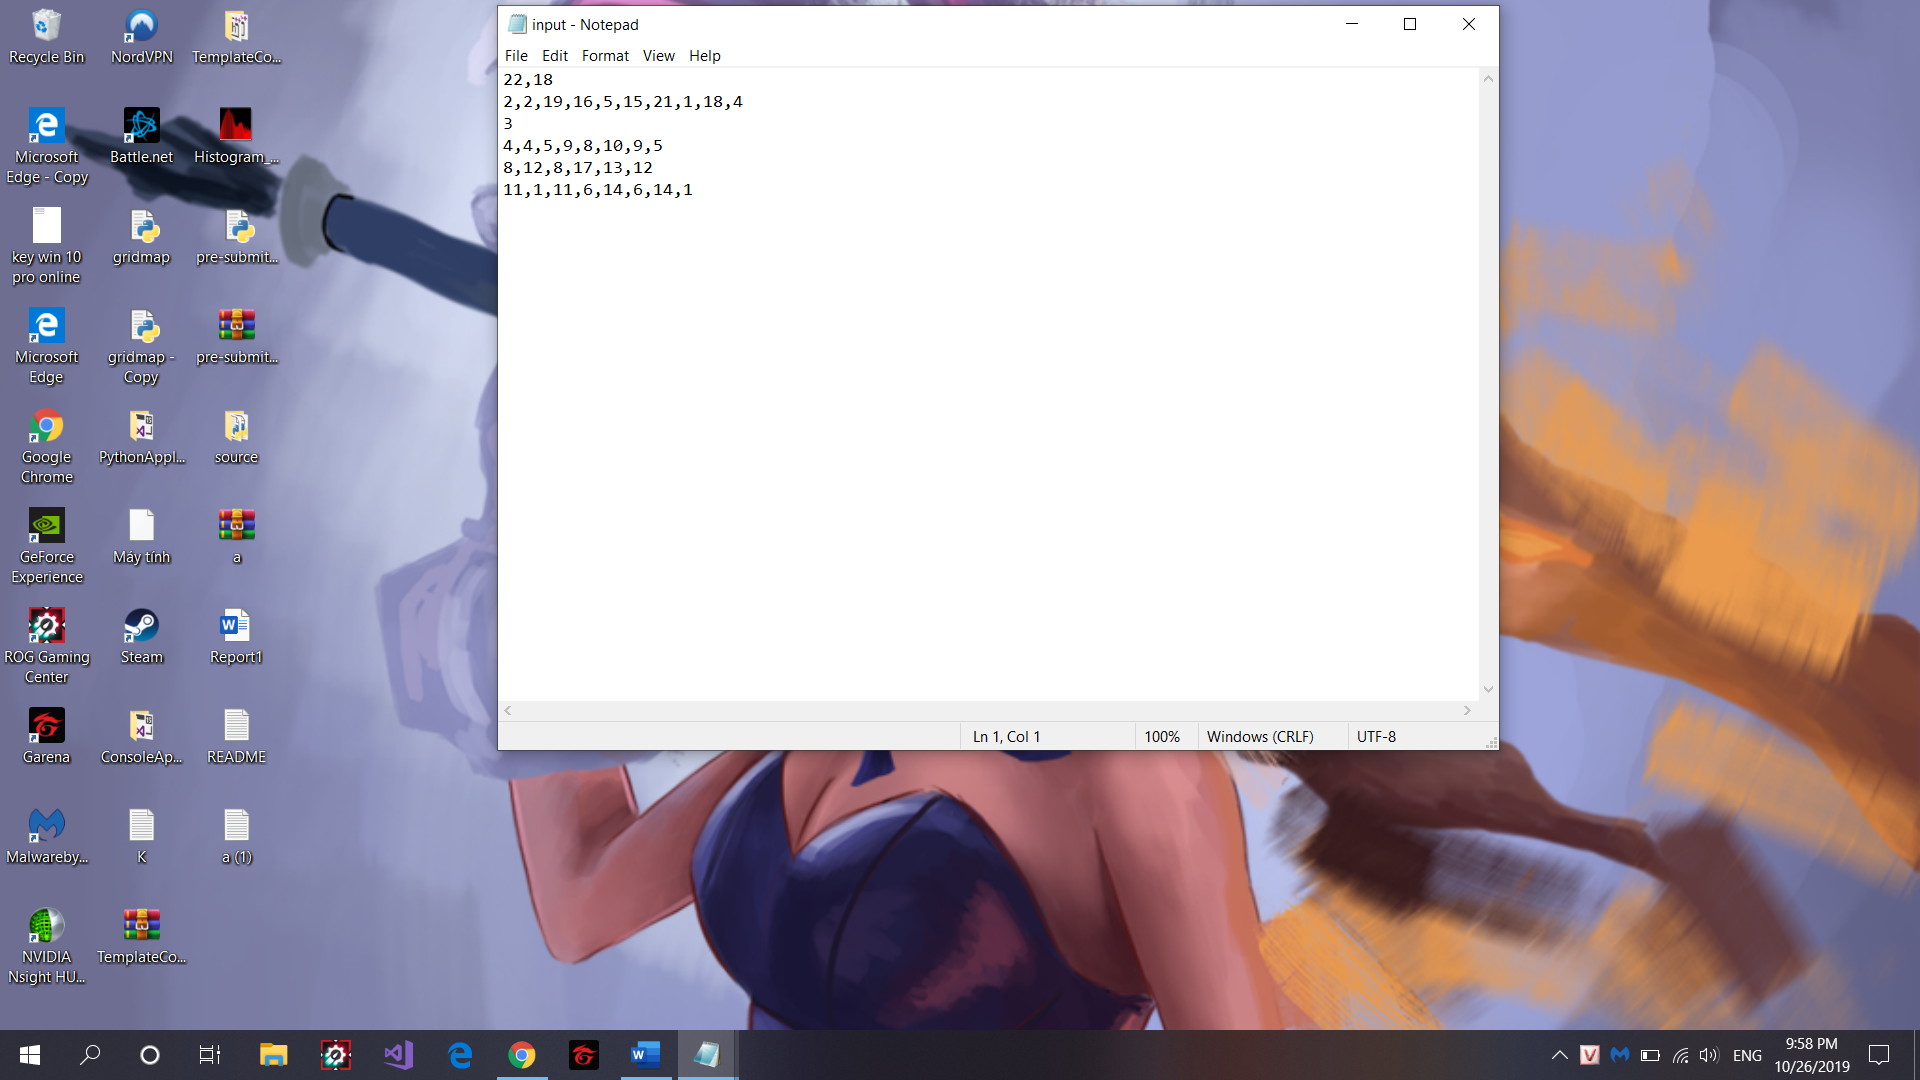 input - Notepad
File Edit Format View Help
22,18
2,2,19,16,5,15,21,1,18,4
3
4,4,5,9,8,10,9,5
8,12,8,17,13,12
11,1,11,6,14,6,14,1
Ln 1, Col 1
100%
Windows (CRLF)
UTF-8
Recycle Bin
NordVPN
TemplateCo...
Microsoft
Edge - Copy
Battle.net
Histogram_...
key win 10
pro online
gridmap
pre-submit...
Microsoft
Edge
gridmap -
Copy
pre-submit...
Google
Chrome
PythonAppl...
source
GeForce
Experience
Máy tính
a
ROG Gaming
Center
Steam
Report1
Garena
ConsoleAp...
README
Malwareby...
K
a (1)
NVIDIA
Nsight HU...
TemplateCo...
ENG
9:58 PM
10/26/2019